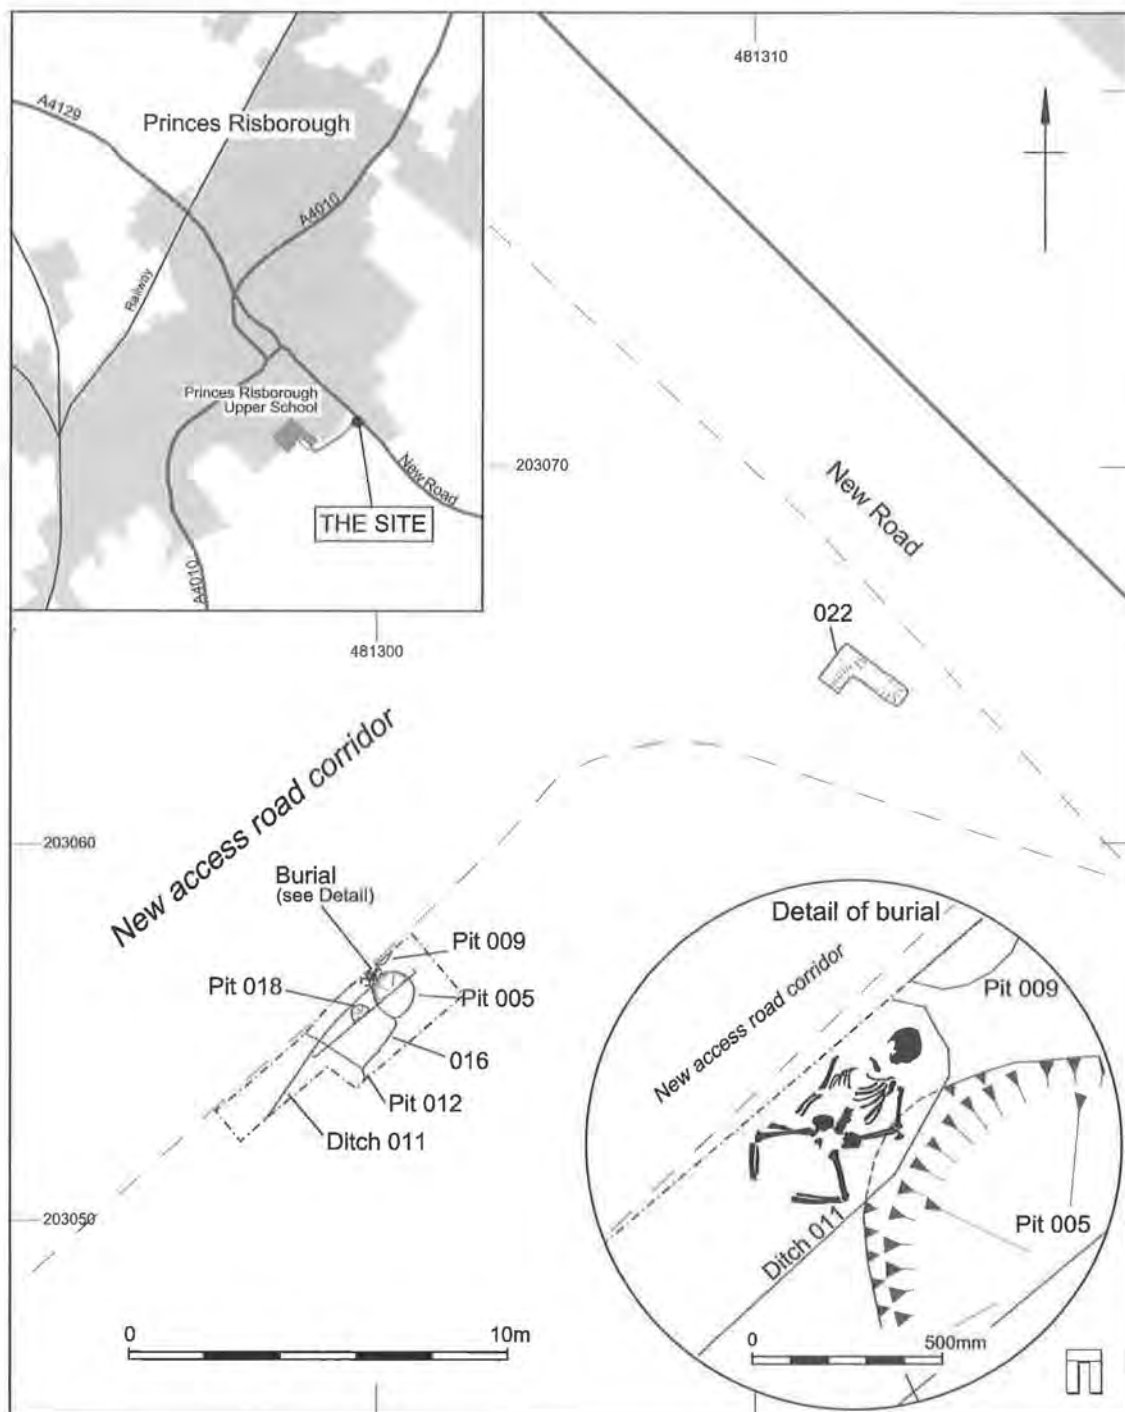 A4129
Princes Risborough
A4010
Railway
Princes Risborough
Upper School
New Road
THE SITE
A4010
481310
203070
New Road
022
481300
New access road corridor
203060
Burial
(see Detail)
Pit 009
Pit 018
Pit 005
016
Pit 012
Ditch 011
203050
0
10m
Detail of burial
New access road corridor
Pit 009
Pit 005
Ditch 011
0
500mm